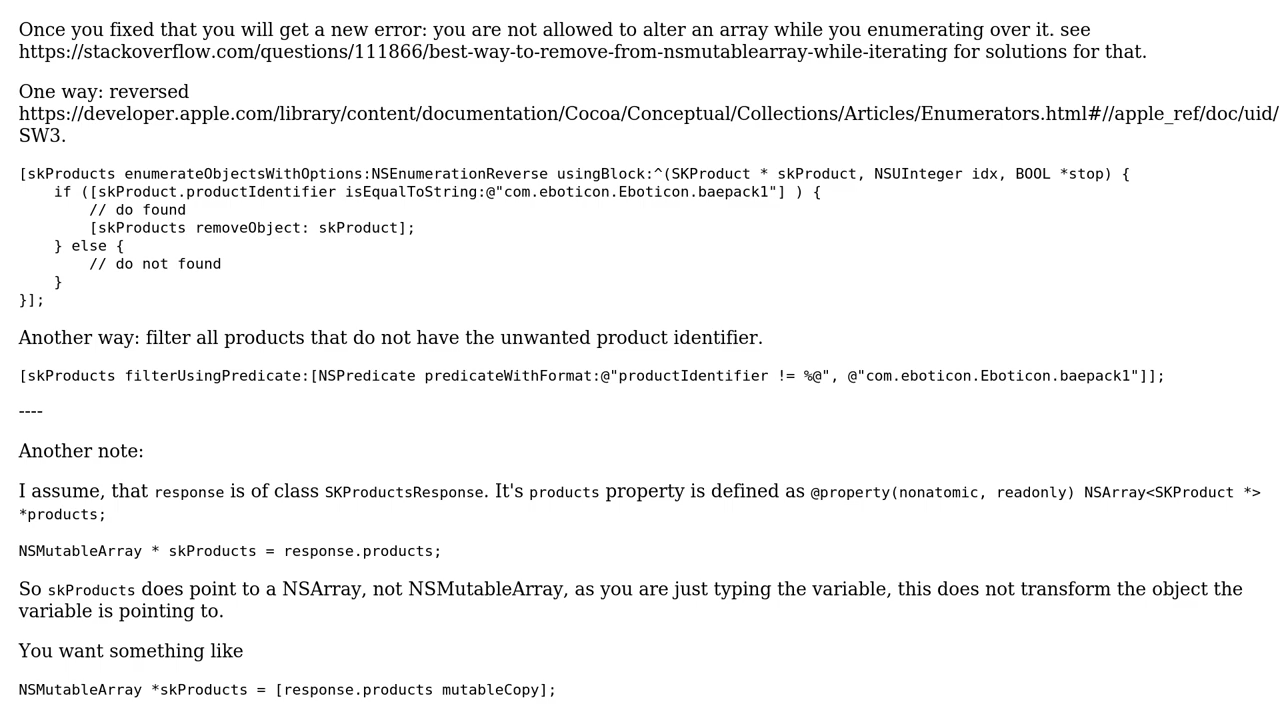 Once you fixed that you will get a new error: you are not allowed to alter an array while you enumerating over it. see
https://stackoverflow.com/questions/111866/best-way-to-remove-from-nsmutablearray-while-iterating for solutions for that.
One way: reversed
https://developer.apple.com/library/content/documentation/Cocoa/Conceptual/Collections/Articles/Enumerators.html#//apple_ref/doc/uid/
SW3.
[skProducts enumerateObjectsWithOptions:NSEnumerationReverse usingBlock:^(SKProduct * skProduct, NSUInteger idx, BOOL *stop) {
    if ([skProduct.productIdentifier isEqualToString:@"com.eboticon.Eboticon.baepack1"] ) {
        // do found
        [skProducts removeObject: skProduct];
    } else {
        // do not found
    }
}];
Another way: filter all products that do not have the unwanted product identifier.
[skProducts filterUsingPredicate:[NSPredicate predicateWithFormat:@"productIdentifier != %@", @"com.eboticon.Eboticon.baepack1"]];
----
Another note:
I assume, that response is of class SKProductsResponse. It's products property is defined as @property(nonatomic, readonly) NSArray<SKProduct *>
*products;
NSMutableArray * skProducts = response.products;
So skProducts does point to a NSArray, not NSMutableArray, as you are just typing the variable, this does not transform the object the
variable is pointing to.
You want something like
NSMutableArray *skProducts = [response.products mutableCopy];